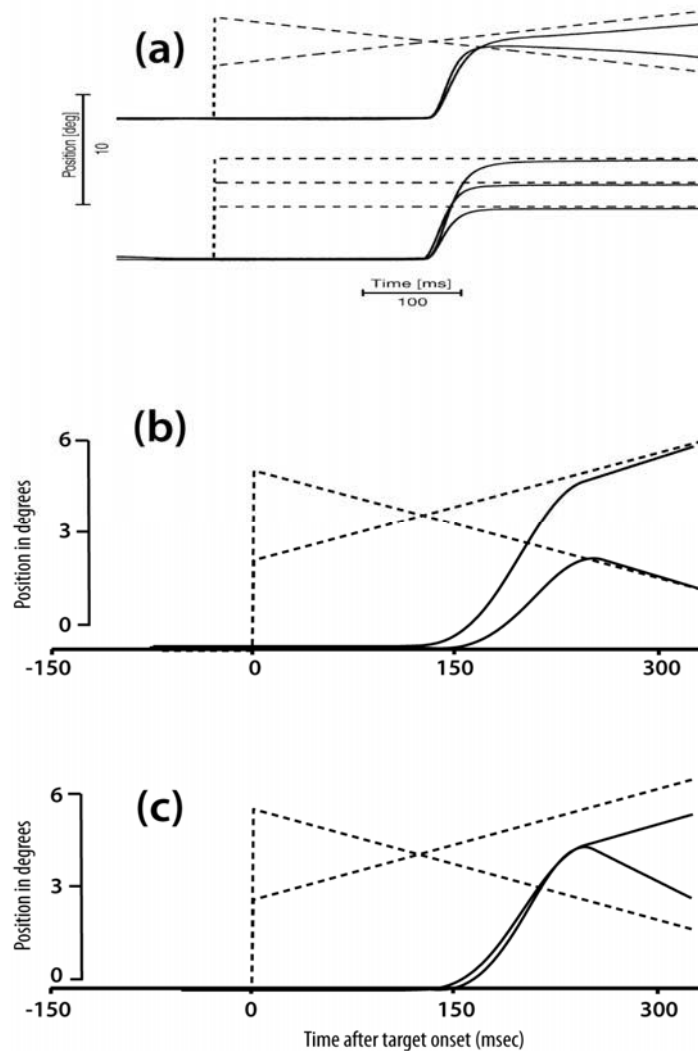 (a)
Position [deg]
10
Time [ms]
100
(b)
6
Position in degrees
3
0
-150 0 150 300
(c)
6
Position in degrees
3
0
-150 0 150 300
Time after target onset (msec)